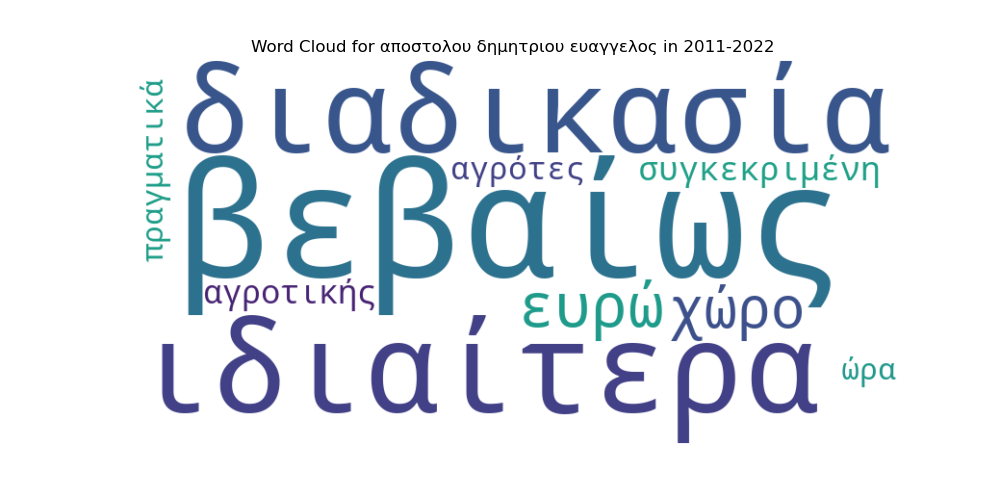 Word Cloud for αποστολου δημητριου ευαγγελος in 2011-2022
πραγματικά
διαδικασία
αγρότες
συγκεκριμένη
βεβαίως
αγροτικής
ευρώ
χώρο
ιδιαίτερα
ώρα